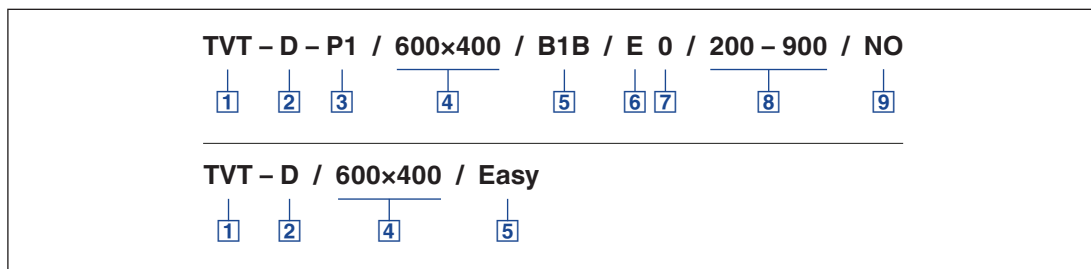 TVT – D – P1 / 600×400 / B1B / E 0 / 200 – 900 / NO
1 2 3 4 5 6 7 8 9
TVT – D / 600×400 / Easy
1 2 4 5